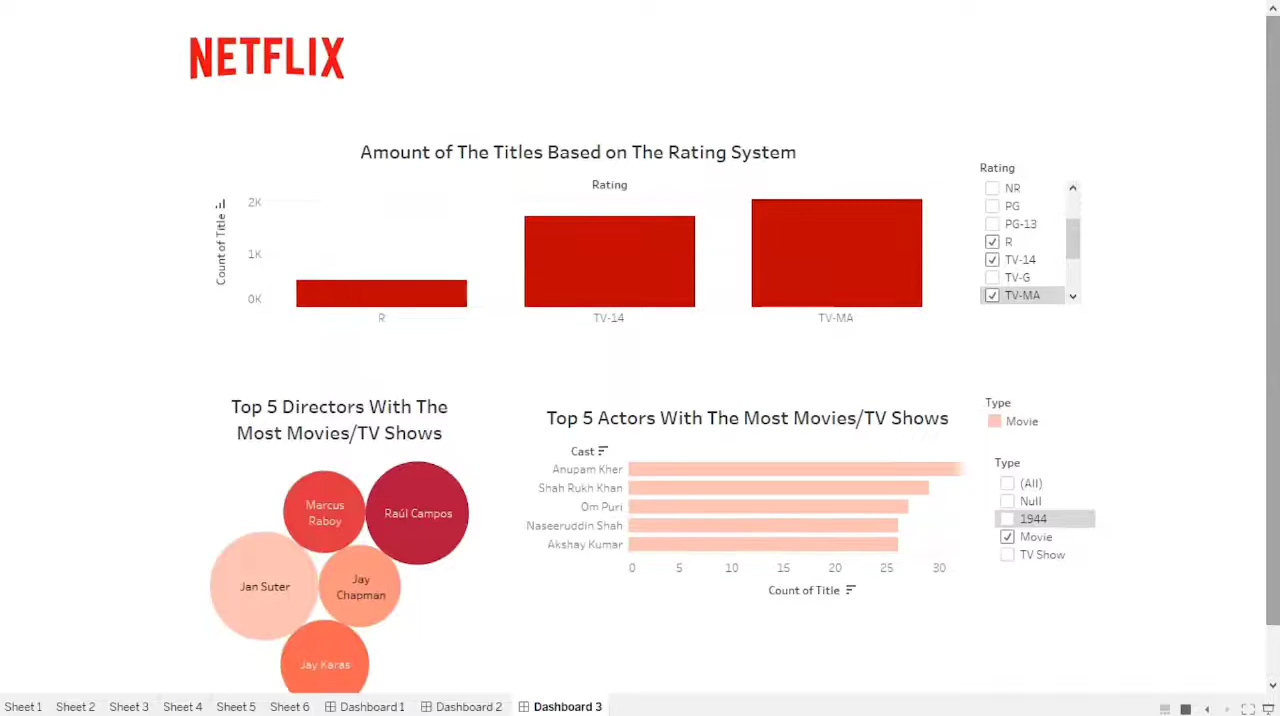 NETFLIX
Amount of The Titles Based on The Rating System
Rating
Count of Title
2K
1K
0K
R
TV-14
TV-MA
Rating
NR
PG
PG-13
R
TV-14
TV-G
TV-MA
Top 5 Directors With The
Most Movies/TV Shows
Marcus
Raboy
Raúl Campos
Jan Suter
Jay
Chapman
Jay Karas
Top 5 Actors With The Most Movies/TV Shows
Cast
Anupam Kher
Shah Rukh Khan
Om Puri
Naseeruddin Shah
Akshay Kumar
0 5 10 15 20 25 30
Count of Title
Type
Movie
Type
(All)
Null
1944
Movie
TV Show
Sheet 1 Sheet 2 Sheet 3 Sheet 4 Sheet 5 Sheet 6 Dashboard 1 Dashboard 2 Dashboard 3